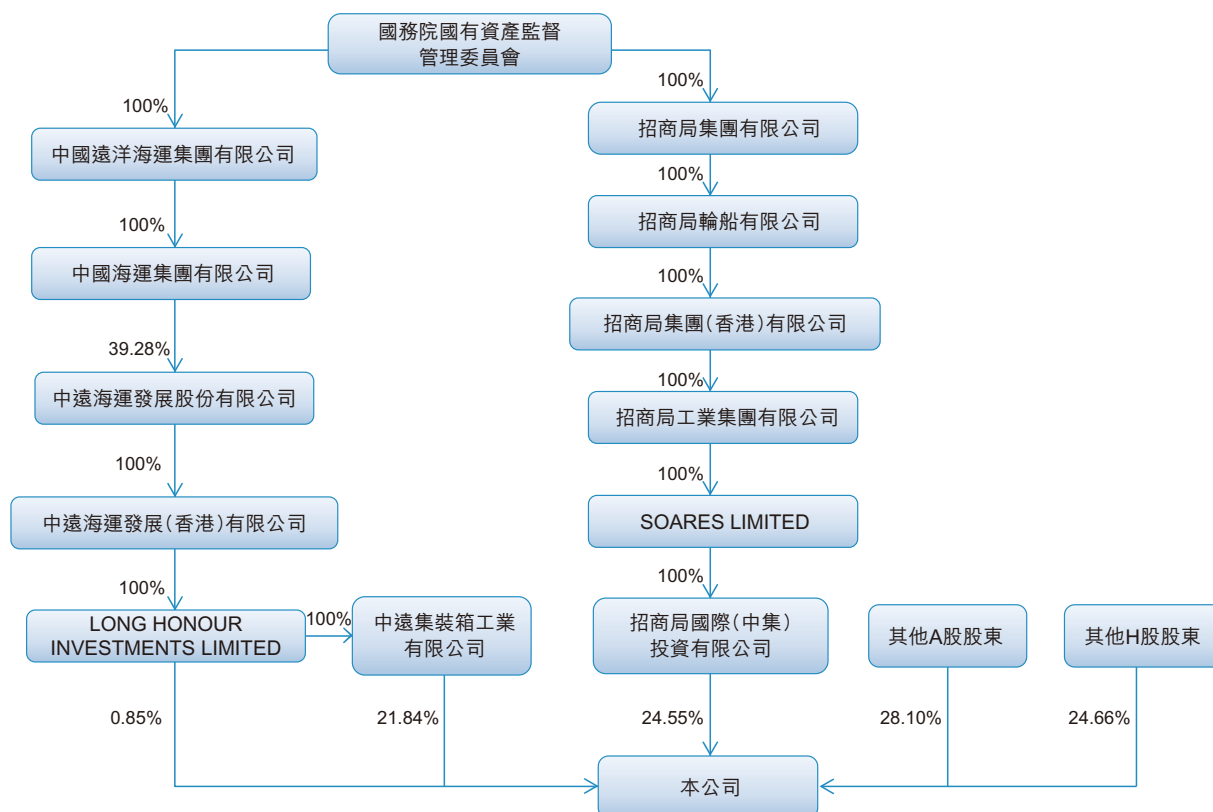 國務院國有資產監督
管理委員會
100%
100%
中國遠洋海運集團有限公司
招商局集團有限公司
100%
100%
中國海運集團有限公司
招商局輪船有限公司
39.28%
100%
中遠海運發展股份有限公司
招商局集團(香港)有限公司
100%
100%
中遠海運發展(香港)有限公司
招商局工業集團有限公司
100%
100%
SOARES LIMITED
100%
LONG HONOUR
INVESTMENTS LIMITED
100%
中遠集裝箱工業
有限公司
招商局國際(中集)
投資有限公司
其他A股股東
其他H股股東
0.85%
21.84%
24.55%
28.10%
24.66%
本公司